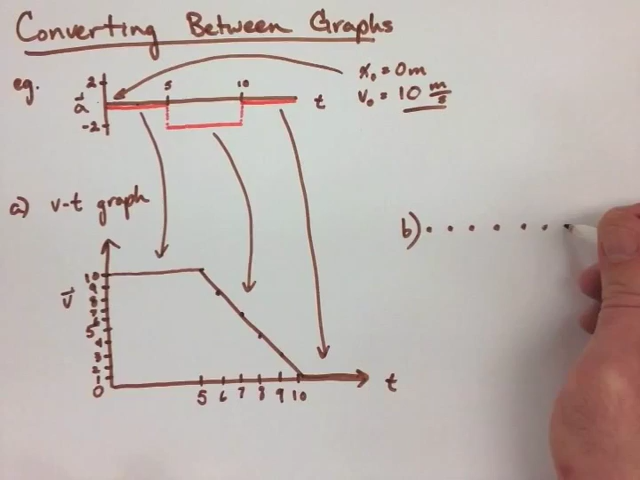 Converting Between Graphs
eg.
2
5
10
x₀ = 0m
a⃗
t
v₀ = 10 m/s
-2
a) v-t graph
b)
v⃗
10
9
8
7
6
5
4
3
2
1
0
5 6 7 8 9 10
t